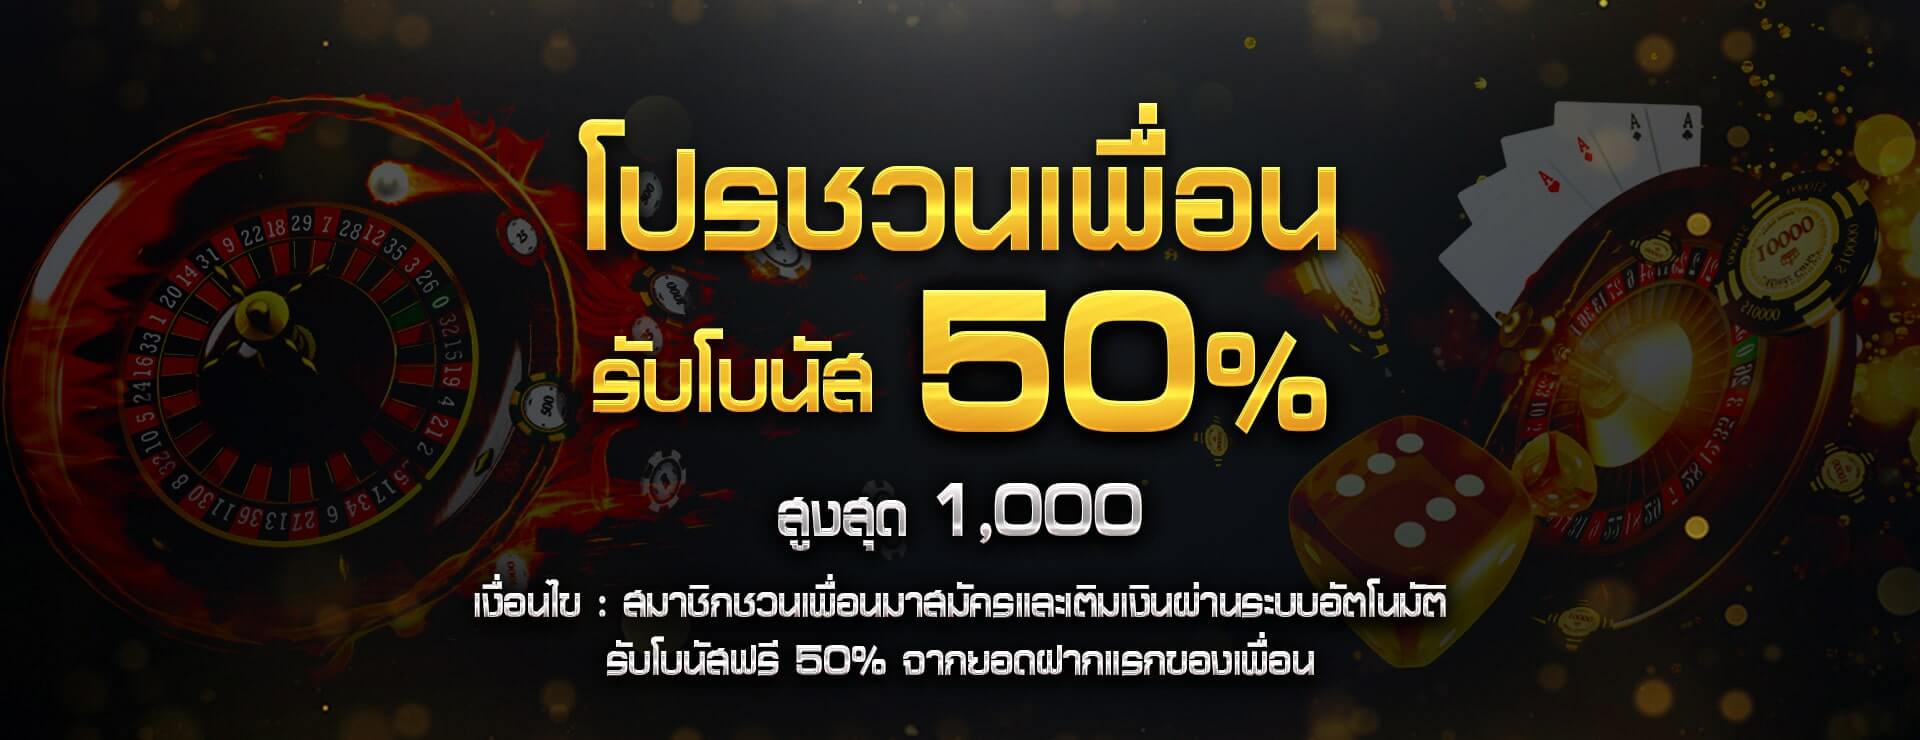 โปรชวนเพื่อน
รับโบนัส 50%
สูงสุด 1,000
เงื่อนไข : สมาชิกชวนเพื่อนมาสมัครและเติมเงินผ่านระบบอัตโนมัติ
รับโบนัสฟรี 50% จากยอดฝากแรกของเพื่อน